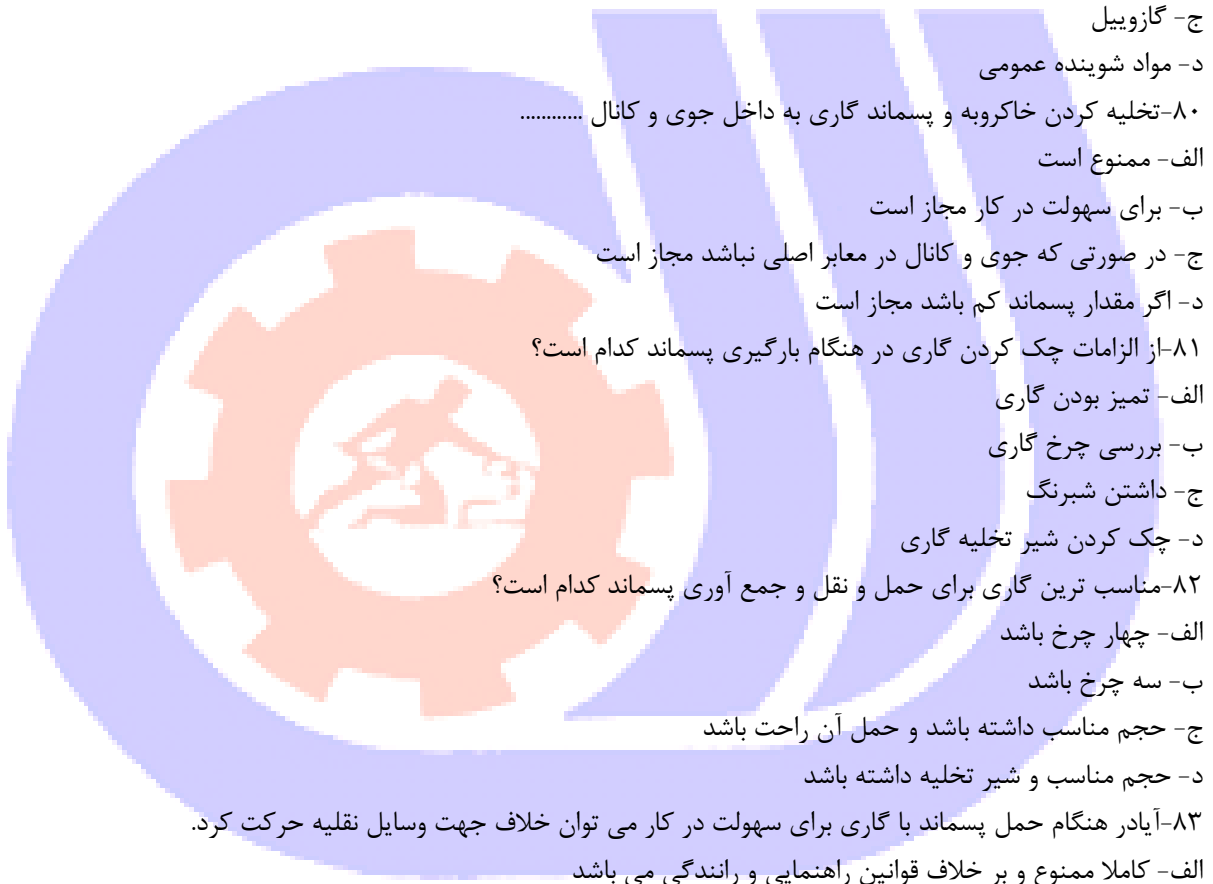 ج- گازوییل
د- مواد شوینده عمومی
۸۰-تخلیه کردن خاکروبه و پسماند گاری به داخل جوی و کانال ............
الف- ممنوع است
ب- برای سهولت در کار مجاز است
ج- در صورتی که جوی و کانال در معابر اصلی نباشد مجاز است
د- اگر مقدار پسماند کم باشد مجاز است
۸۱-از الزامات چک کردن گاری در هنگام بارگیری پسماند کدام است؟
الف- تمیز بودن گاری
ب- بررسی چرخ گاری
ج- داشتن شبرنگ
د- چک کردن شیر تخلیه گاری
۸۲-مناسب ترین گاری برای حمل و نقل و جمع آوری پسماند کدام است؟
الف- چهار چرخ باشد
ب- سه چرخ باشد
ج- حجم مناسب داشته باشد و حمل آن راحت باشد
د- حجم مناسب و شیر تخلیه داشته باشد
۸۳-آیادر هنگام حمل پسماند با گاری برای سهولت در کار می توان خلاف جهت وسایل نقلیه حرکت کرد.
الف- کاملا ممنوع و بر خلاف قوانین راهنمایی و رانندگی می باشد